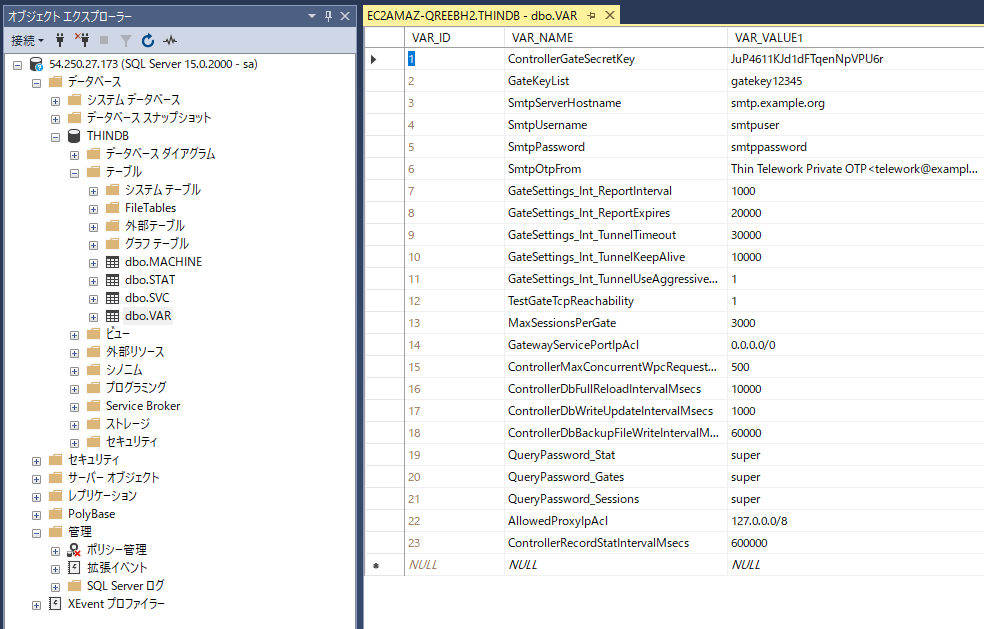 オブジェクト エクスプローラー
接続
54.250.27.173 (SQL Server 15.0.2000 - sa)
データベース
システム データベース
データベース スナップショット
THINDB
データベース ダイアグラム
テーブル
システム テーブル
FileTables
外部テーブル
グラフ テーブル
dbo.MACHINE
dbo.STAT
dbo.SVC
dbo.VAR
ビュー
外部リソース
シノニム
プログラミング
Service Broker
ストレージ
セキュリティ
セキュリティ
サーバー オブジェクト
レプリケーション
PolyBase
管理
ポリシー管理
拡張イベント
SQL Server ログ
XEvent プロファイラー
EC2AMAZ-QREEBH2.THINDB - dbo.VAR
VAR_ID VAR_NAME VAR_VALUE1
1 ControllerGateSecretKey JuP4611KJd1dFTqenNpVPU6r
2 GateKeyList gatekey12345
3 SmtpServerHostname smtp.example.org
4 SmtpUsername smtpuser
5 SmtpPassword smtppassword
6 SmtpOtpFrom Thin Telework Private OTP<telework@exampl...
7 GateSettings_Int_ReportInterval 1000
8 GateSettings_Int_ReportExpires 20000
9 GateSettings_Int_TunnelTimeout 30000
10 GateSettings_Int_TunnelKeepAlive 10000
11 GateSettings_Int_TunnelUseAggressive... 1
12 TestGateTcpReachability 1
13 MaxSessionsPerGate 3000
14 GatewayServicePortIpAcl 0.0.0.0/0
15 ControllerMaxConcurrentWpcRequest... 500
16 ControllerDbFullReloadIntervalMsecs 10000
17 ControllerDbWriteUpdateIntervalMsecs 1000
18 ControllerDbBackupFileWriteIntervalM... 60000
19 QueryPassword_Stat super
20 QueryPassword_Gates super
21 QueryPassword_Sessions super
22 AllowedProxyIpAcl 127.0.0.0/8
23 ControllerRecordStatIntervalMsecs 600000
NULL NULL NULL